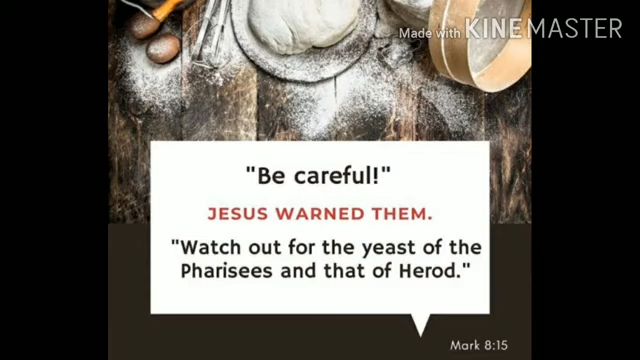 Made with KINEMASTER
"Be careful!"
JESUS WARNED THEM.
"Watch out for the yeast of the
Pharisees and that of Herod."
Mark 8:15